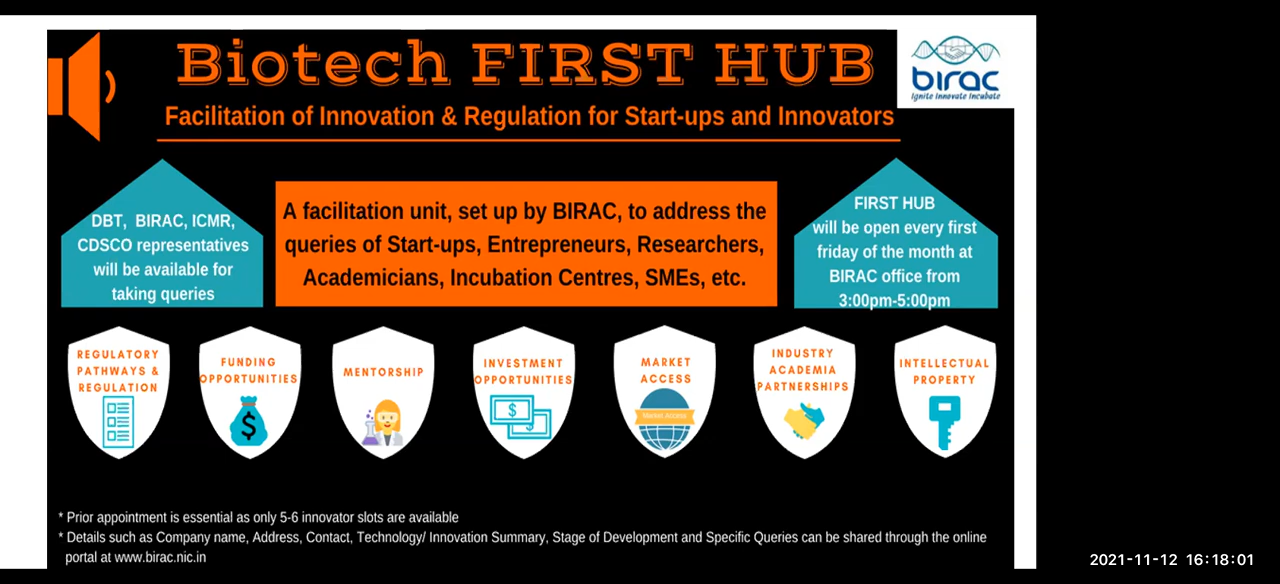 Biotech FIRST HUB
birac
Ignite Innovate Incubate
Facilitation of Innovation & Regulation for Start-ups and Innovators
DBT, BIRAC, ICMR,
CDSCO representatives
will be available for
taking queries
A facilitation unit, set up by BIRAC, to address the
queries of Start-ups, Entrepreneurs, Researchers,
Academicians, Incubation Centres, SMEs, etc.
FIRST HUB
will be open every first
friday of the month at
BIRAC office from
3:00pm-5:00pm
REGULATORY
PATHWAYS &
REGULATION
FUNDING
OPPORTUNITIES
$
MENTORSHIP
INVESTMENT
OPPORTUNITIES
$
$
MARKET
ACCESS
Market Access
INDUSTRY
ACADEMIA
PARTNERSHIPS
INTELLECTUAL
PROPERTY
* Prior appointment is essential as only 5-6 innovator slots are available
* Details such as Company name, Address, Contact, Technology/ Innovation Summary, Stage of Development and Specific Queries can be shared through the online
portal at www.birac.nic.in
2021-11-12 16:18:01